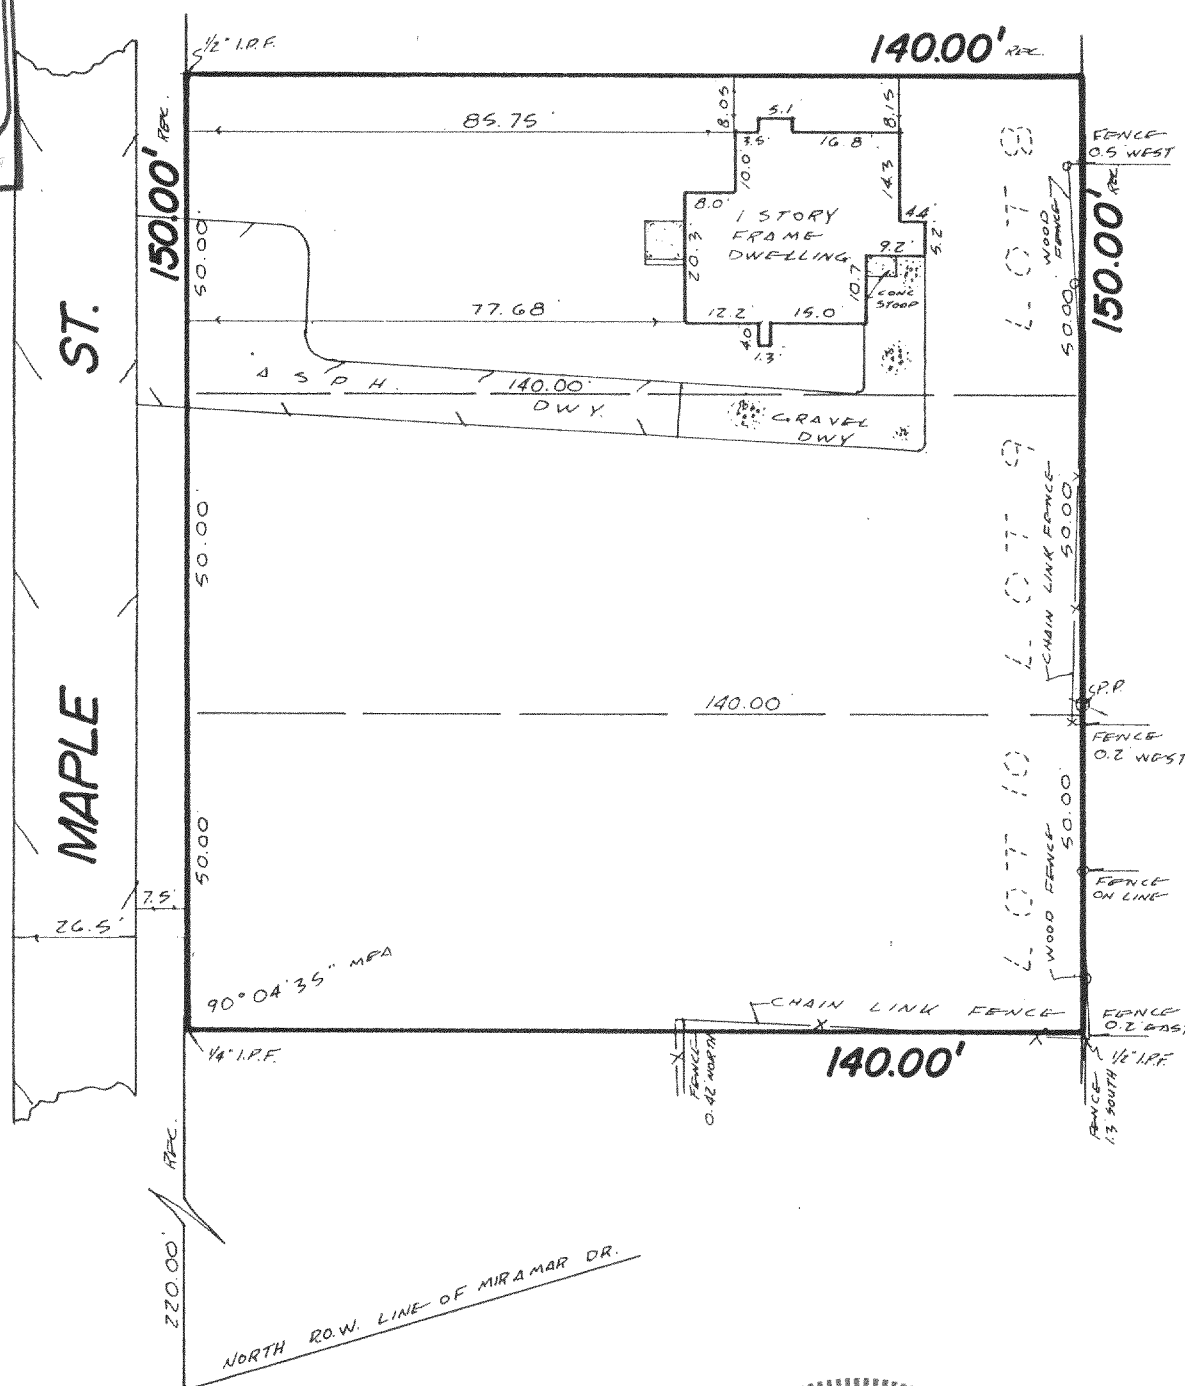 1/2" I.P.F.
140.00' REC.
150.00' REC.
85.75'
8.05
5.1'
8.15
3.5'
16.8'
10.0
14.3
8.0'
1 STORY
FRAME
DWELLING
4.4'
5.2'
9.2'
20.3
10.7
CONC
STOOP
50.00
77.68'
12.2'
15.0'
4.0
1.3'
ASPH.
140.00'
DWY.
GRAVEL
DWY
LOT 8
WOOD
FENCE
50.00
FENCE
0.5' WEST
150.00' REC.
MAPLE ST.
50.00
LOT 9
CHAIN LINK FENCE
50.00
140.00'
P.P.
FENCE
0.2' WEST
50.00
LOT 10
WOOD FENCE
50.00
FENCE
ON LINE
7.5'
26.5'
90°04'35" MEA
CHAIN LINK FENCE
FENCE
0.2' EAST
1/4" I.P.F.
FENCE
0.42' NORTH
140.00'
1/2" I.P.F.
FENCE
1.3' SOUTH
220.00' REC.
NORTH R.O.W. LINE OF MIRAMAR DR.